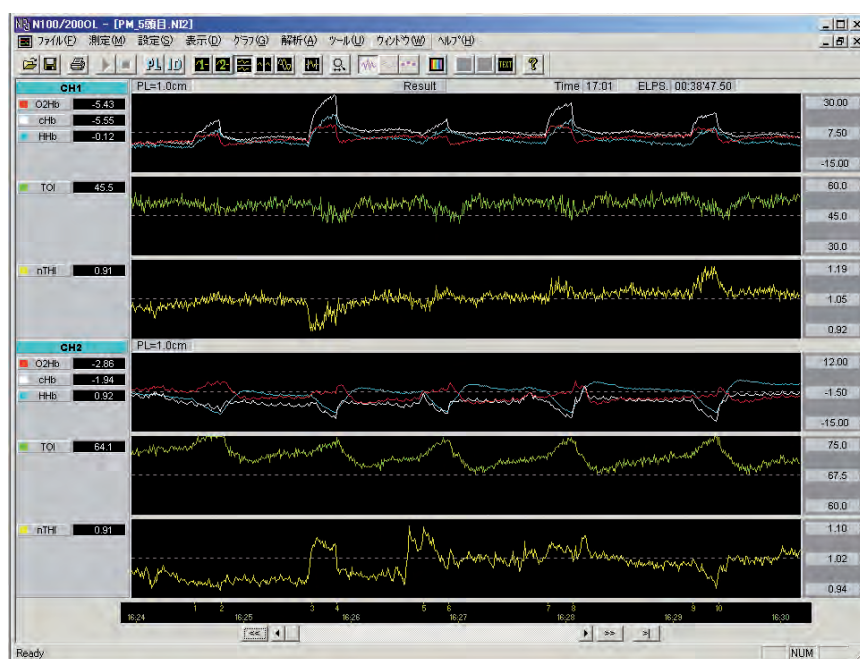 N100/200OL - [PM_5頭目.NI2]
ファイル(F) 測定(M) 設定(S) 表示(D) グラフ(G) 解析(A) ツール(U) ウィンドウ(W) ヘルプ(H)
PL ID 1- 2- TEXT ?
CH1 PL=1.0cm Result Time 17:01 ELPS. 00:38'47.50
O2Hb -5.43 30.00
cHb -5.55
HHb -0.12 7.50
-15.00
TOI 45.5 60.0
45.0
30.0
nTHI 0.91 1.19
1.05
0.92
CH2 PL=1.0cm
O2Hb -2.86 12.00
cHb -1.94
HHb 0.92 -1.50
-15.00
TOI 64.1 75.0
67.5
60.0
nTHI 0.91 1.10
1.02
0.94
1 2 3 4 5 6 7 8 9 10
16:24 16:25 16:26 16:27 16:28 16:29 16:30
<< >> >|
Ready NUM